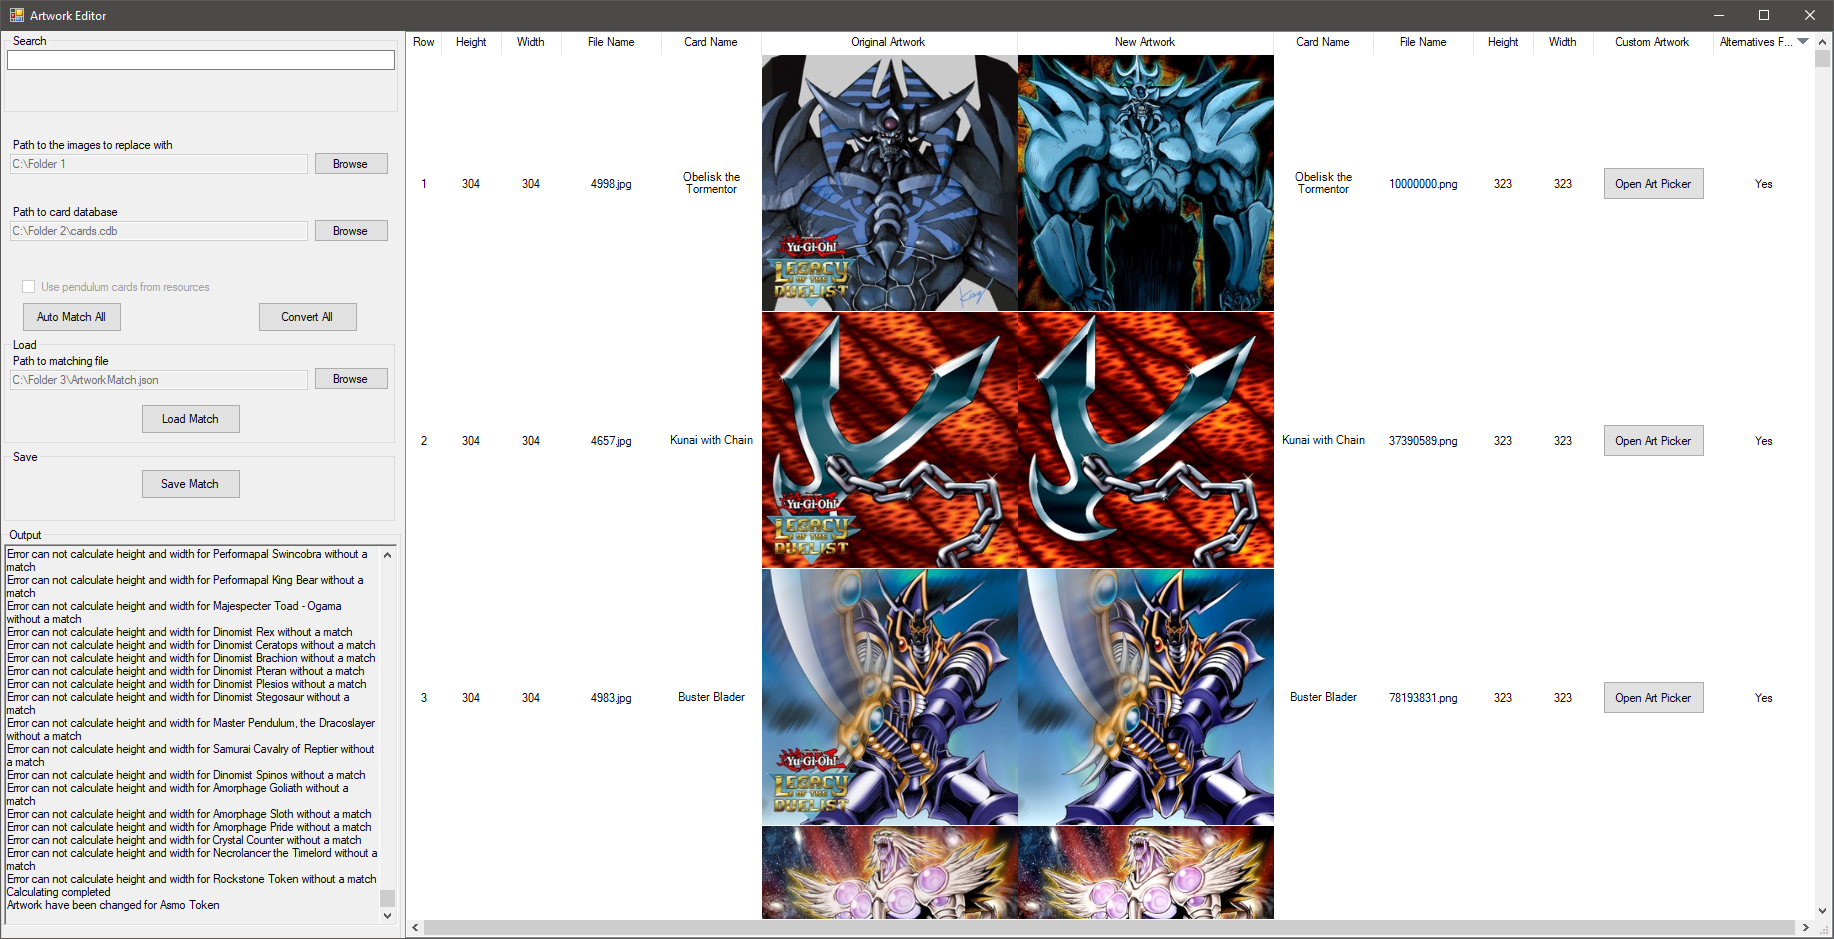 Artwork Editor
Search
Path to the images to replace with
C:\Folder 1
Browse
Path to card database
C:\Folder 2\cards.cdb
Browse
Use pendulum cards from resources
Auto Match All
Convert All
Load
Path to matching file
C:\Folder 3\ArtworkMatch.json
Browse
Load Match
Save
Save Match
Output
Error can not calculate height and width for Performapal Swincobra without a
match
Error can not calculate height and width for Performapal King Bear without a
match
Error can not calculate height and width for Majespecter Toad - Ogama
without a match
Error can not calculate height and width for Dinomist Rex without a match
Error can not calculate height and width for Dinomist Ceratops without a match
Error can not calculate height and width for Dinomist Brachion without a match
Error can not calculate height and width for Dinomist Pteran without a match
Error can not calculate height and width for Dinomist Plesios without a match
Error can not calculate height and width for Dinomist Stegosaur without a
match
Error can not calculate height and width for Master Pendulum, the Dracoslayer
without a match
Error can not calculate height and width for Samurai Cavalry of Reptier without
a match
Error can not calculate height and width for Dinomist Spinos without a match
Error can not calculate height and width for Amorphage Goliath without a
match
Error can not calculate height and width for Amorphage Sloth without a match
Error can not calculate height and width for Amorphage Pride without a match
Error can not calculate height and width for Crystal Counter without a match
Error can not calculate height and width for Necrolancer the Timelord without a
match
Error can not calculate height and width for Rockstone Token without a match
Calculating completed
Artwork have been changed for Asmo Token
Row Height Width File Name Card Name Original Artwork New Artwork Card Name File Name Height Width Custom Artwork Alternatives F...
1 304 304 4998.jpg Obelisk the
Tormentor
Yu-Gi-Oh!
LEGACY
OF THE
DUELIST
Obelisk the
Tormentor
10000000.png 323 323 Open Art Picker Yes
2 304 304 4657.jpg Kunai with Chain
Yu-Gi-Oh!
LEGACY
OF THE
DUELIST
Kunai with Chain 37390589.png 323 323 Open Art Picker Yes
3 304 304 4983.jpg Buster Blader
Yu-Gi-Oh!
LEGACY
OF THE
DUELIST
Buster Blader 78193831.png 323 323 Open Art Picker Yes